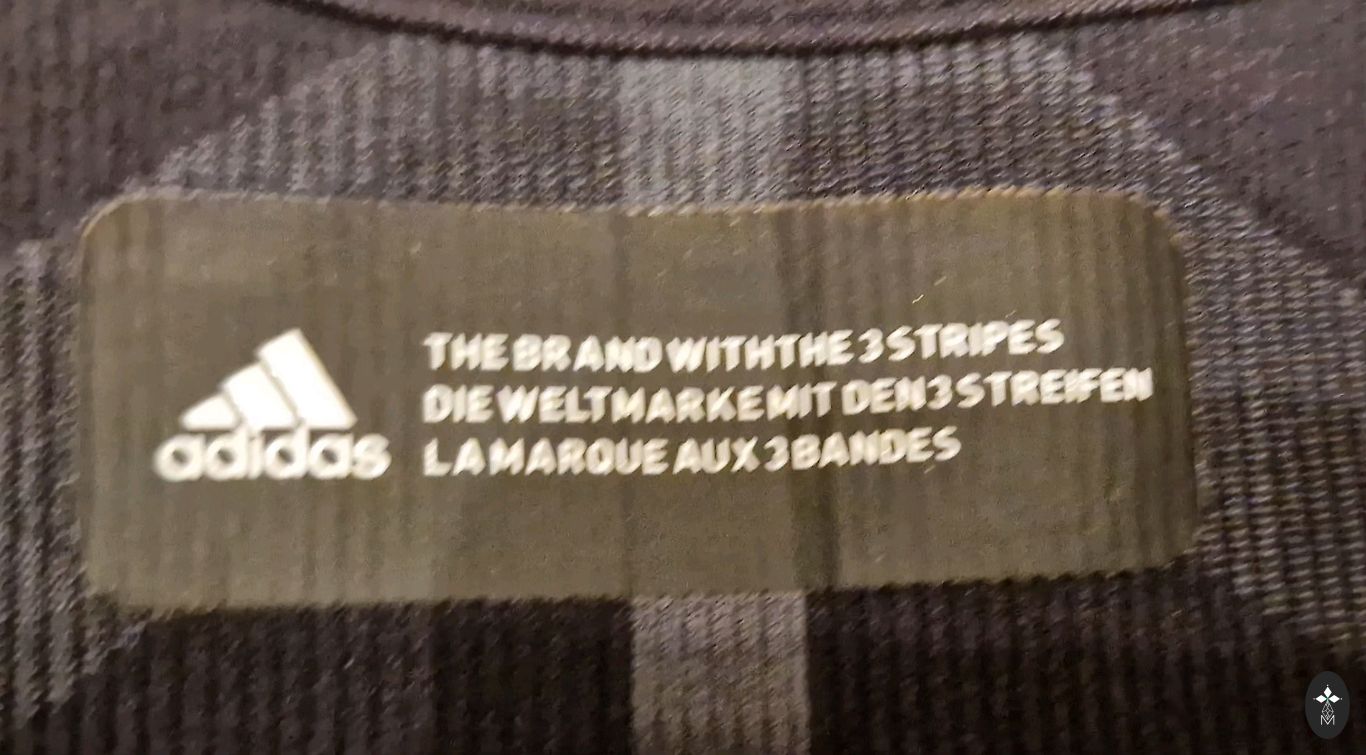 adidas
THE BRAND WITH THE 3 STRIPES
DIE WELTMARKE MIT DEN 3 STREIFEN
LA MARQUE AUX 3 BANDES
M